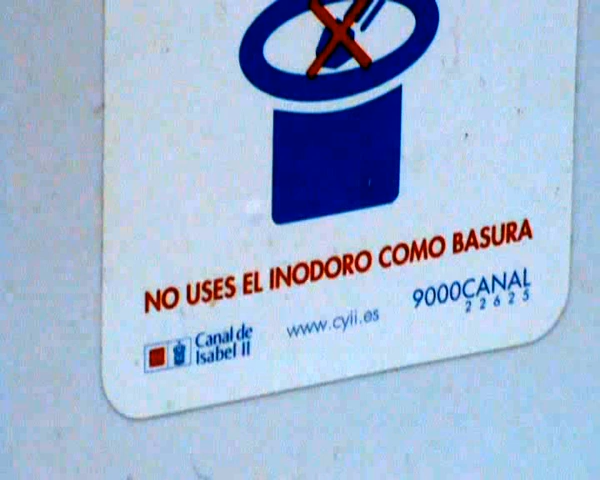 NO USES EL INODORO COMO BASURA
Canal de
Isabel II
www.cyii.es
9000CANAL
22625